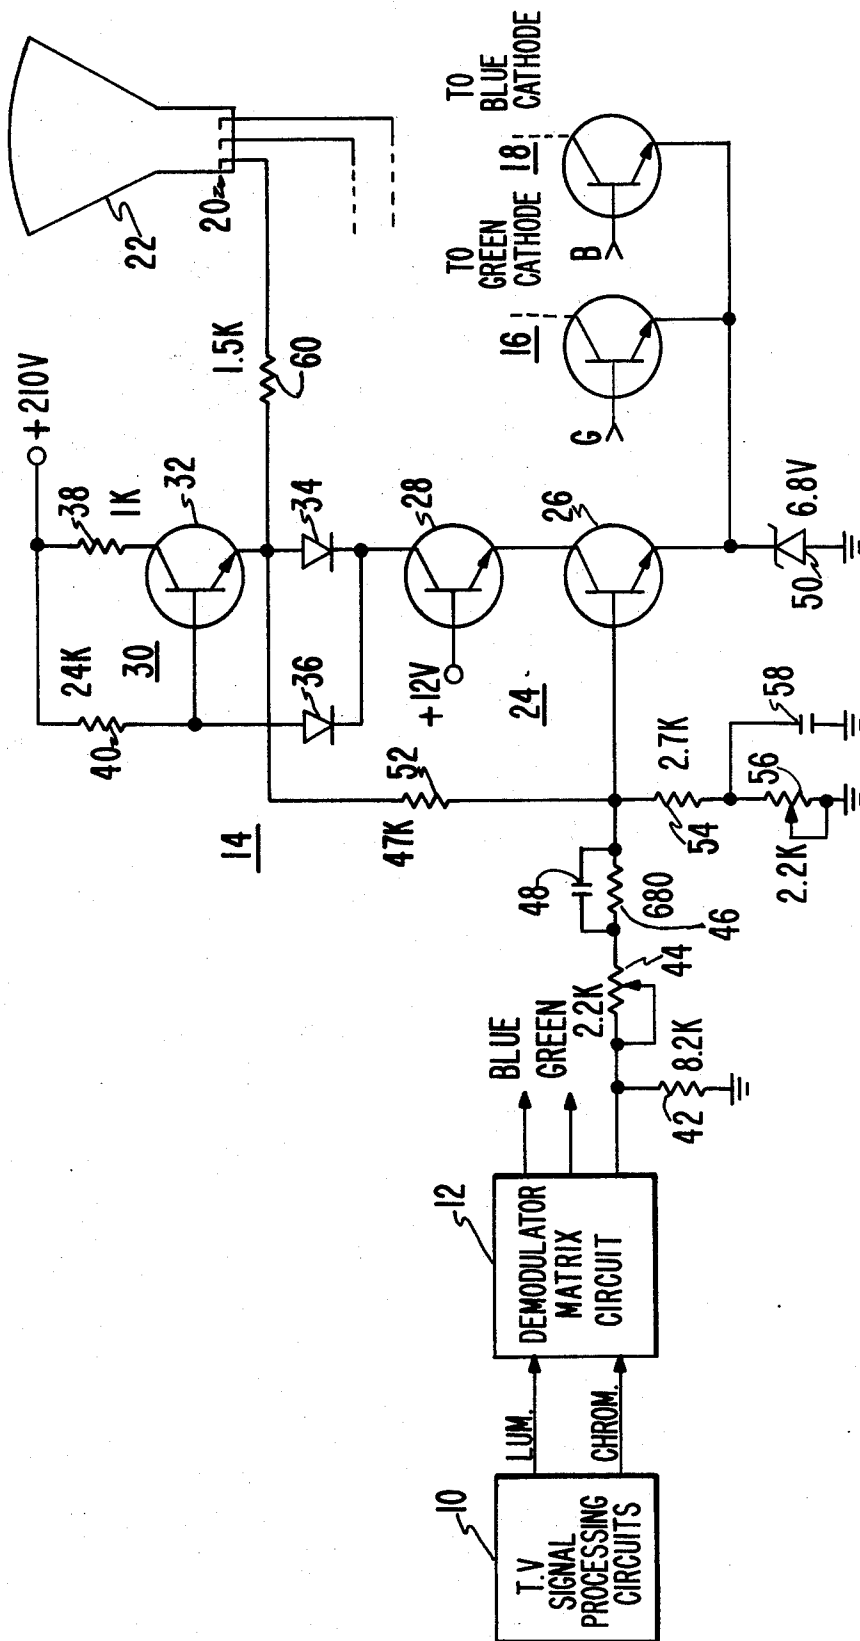 22
20
TO
BLUE
CATHODE
18
B
TO
GREEN
CATHODE
16
G
+210V
38
1K
32
1.5K
60
24K
30
40
34
36
28
+12V
24
26
6.8V
50
14
52
47K
58
2.7K
54
56
2.2K
48
680
46
44
2.2K
BLUE
GREEN
8.2K
42
12
DEMODULATOR
MATRIX
CIRCUIT
LUM.
CHROM.
10
T.V
SIGNAL
PROCESSING
CIRCUITS